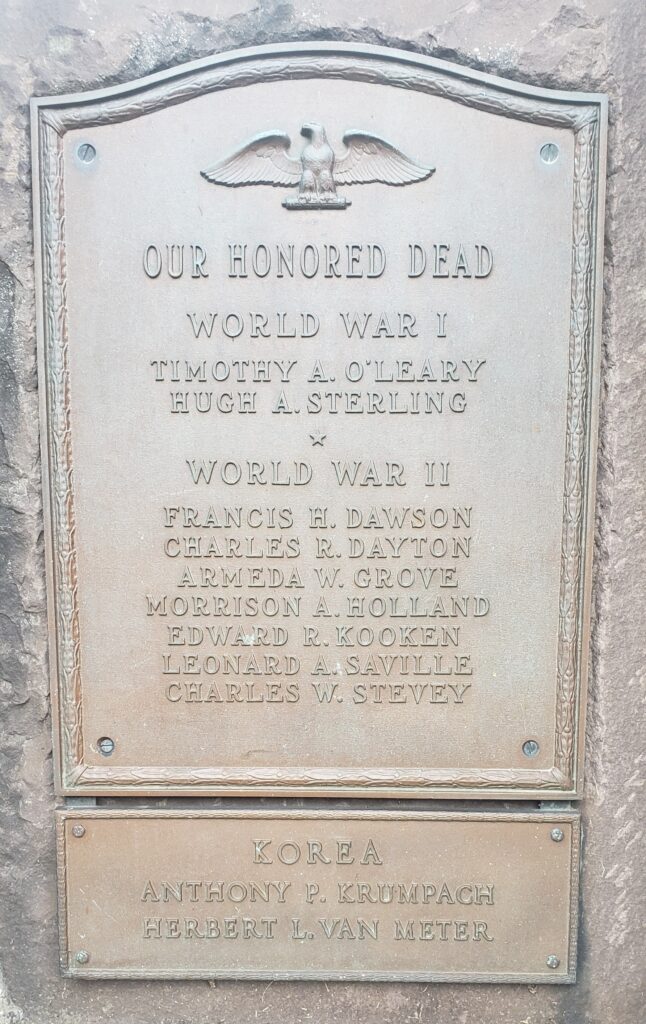 OUR HONORED DEAD
WORLD WAR I
TIMOTHY A. O'LEARY
HUGH A. STERLING
WORLD WAR II
FRANCIS H. DAWSON
CHARLES R. DAYTON
ARMEDA W. GROVE
MORRISON A. HOLLAND
EDWARD R. KOOKEN
LEONARD A. SAVILLE
CHARLES W. STEVEY
KOREA
ANTHONY P. KRUMPACH
HERBERT L. VAN METER